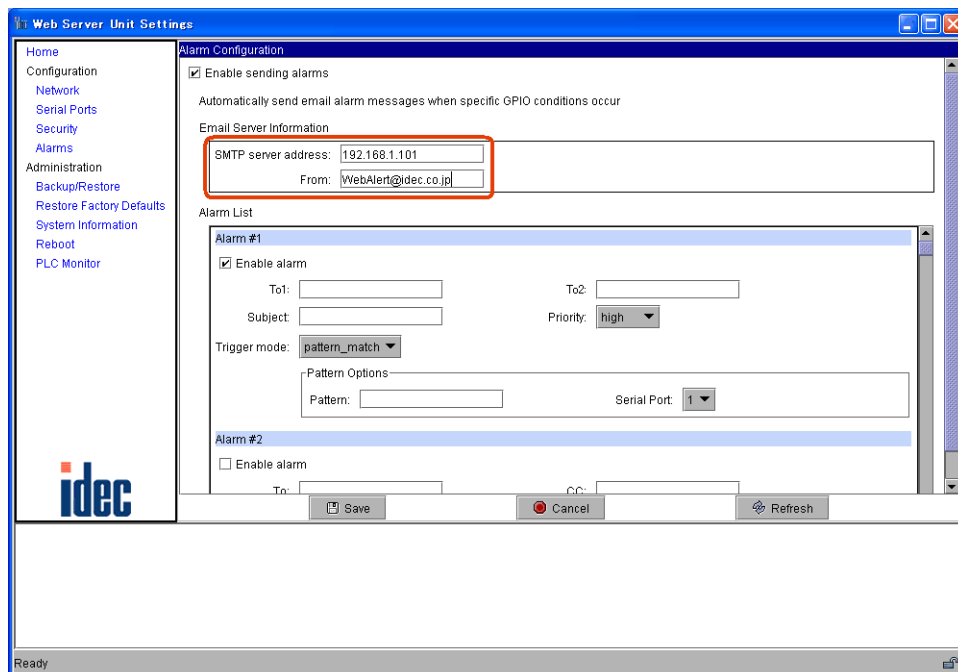 Web Server Unit Settings
Home
Configuration
Network
Serial Ports
Security
Alarms
Administration
Backup/Restore
Restore Factory Defaults
System Information
Reboot
PLC Monitor
idec
Alarm Configuration
Enable sending alarms
Automatically send email alarm messages when specific GPIO conditions occur
Email Server Information
SMTP server address: 192.168.1.101
From: WebAlert@idec.co.jp
Alarm List
Alarm #1
Enable alarm
To1: To2:
Subject: Priority: high
Trigger mode: pattern_match
Pattern Options
Pattern: Serial Port: 1
Alarm #2
Enable alarm
To: CC:
Save Cancel Refresh
Ready